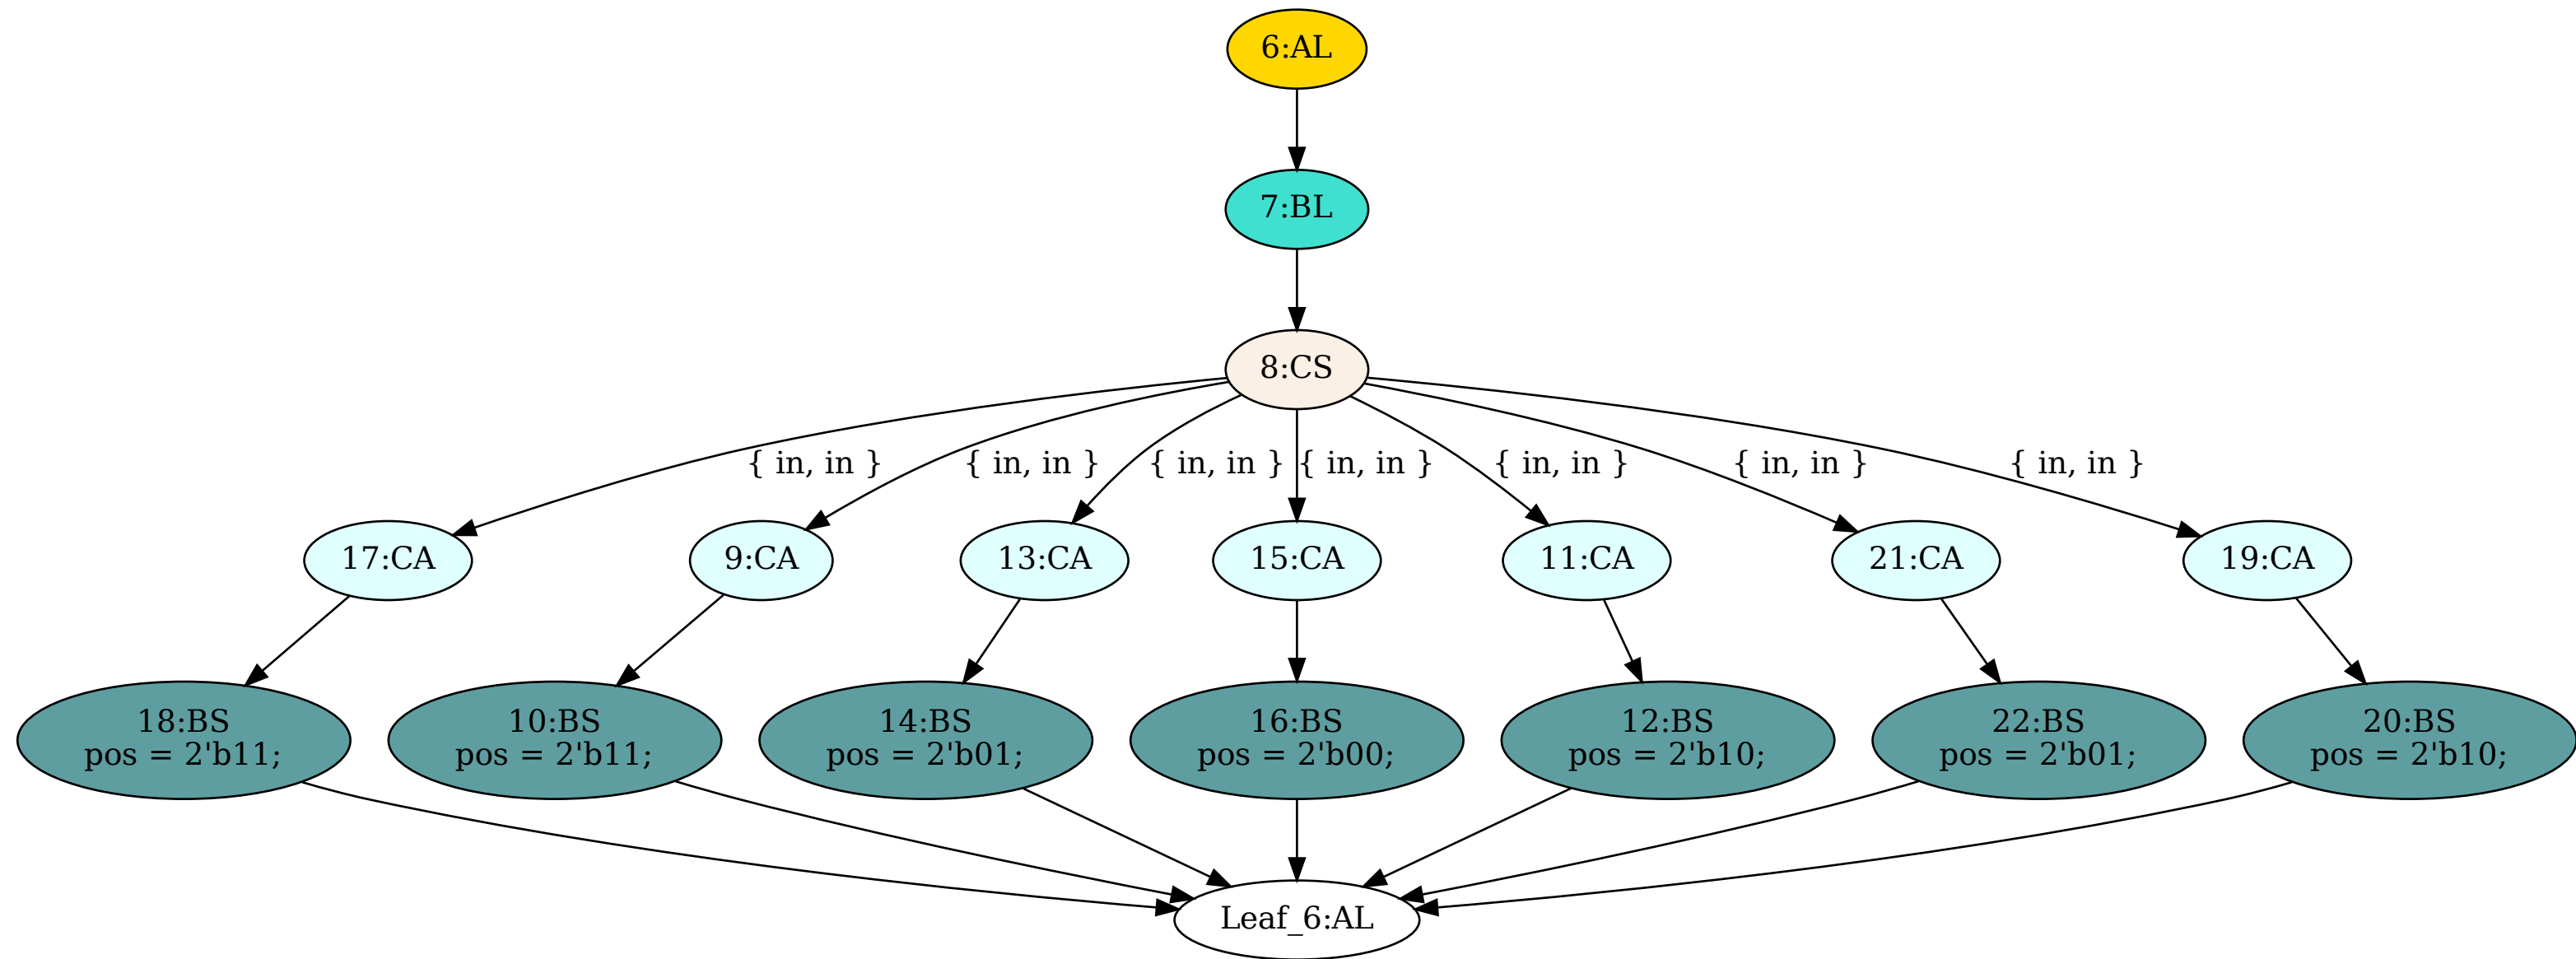 6:AL
7:BL
8:CS
{ in, in }
{ in, in }
{ in, in }
{ in, in }
{ in, in }
{ in, in }
{ in, in }
17:CA
9:CA
13:CA
15:CA
11:CA
21:CA
19:CA
18:BS
pos = 2'b11;
10:BS
pos = 2'b11;
14:BS
pos = 2'b01;
16:BS
pos = 2'b00;
12:BS
pos = 2'b10;
22:BS
pos = 2'b01;
20:BS
pos = 2'b10;
Leaf_6:AL